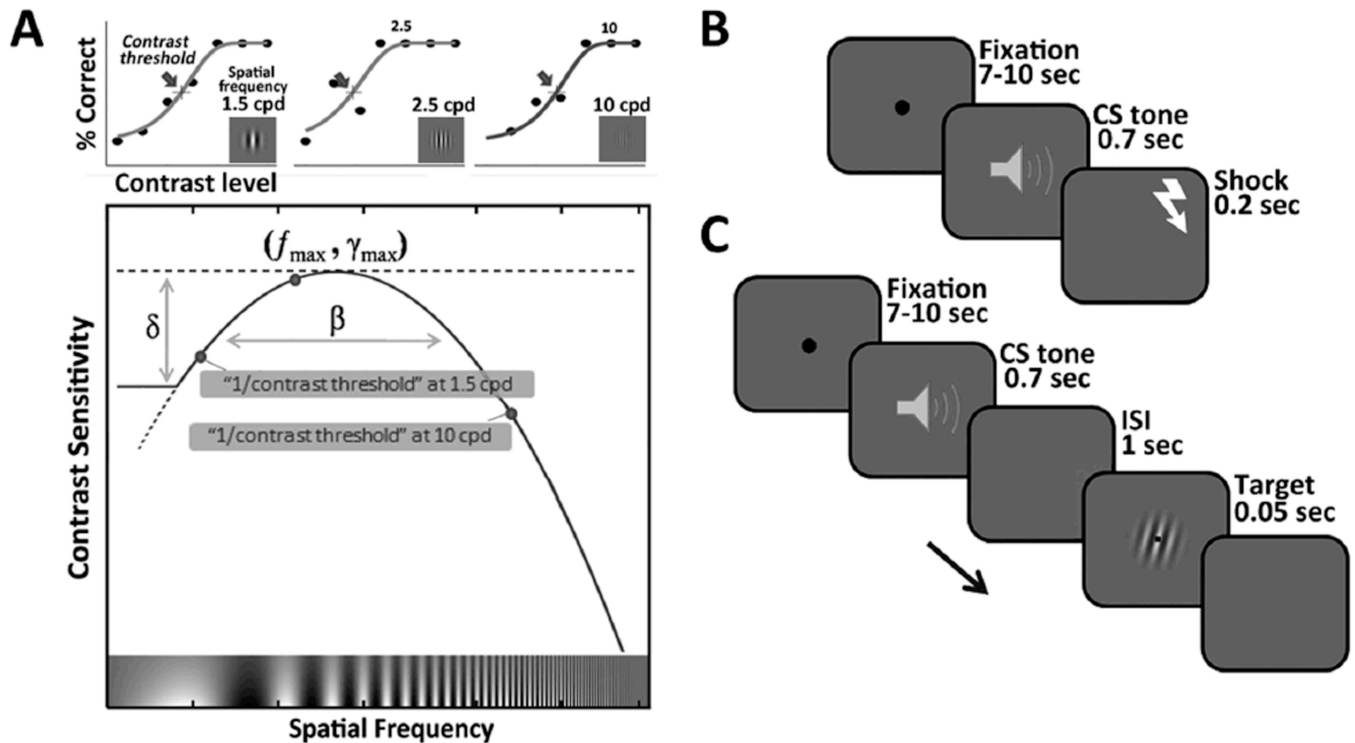 A
% Correct
Contrast
threshold
Spatial
frequency
1.5 cpd
2.5
2.5 cpd
10
10 cpd
Contrast level
(fmax , γmax)
δ
β
“1/contrast threshold” at 1.5 cpd
“1/contrast threshold” at 10 cpd
Contrast Sensitivity
Spatial Frequency
B
Fixation
7-10 sec
CS tone
0.7 sec
Shock
0.2 sec
C
Fixation
7-10 sec
CS tone
0.7 sec
ISI
1 sec
Target
0.05 sec